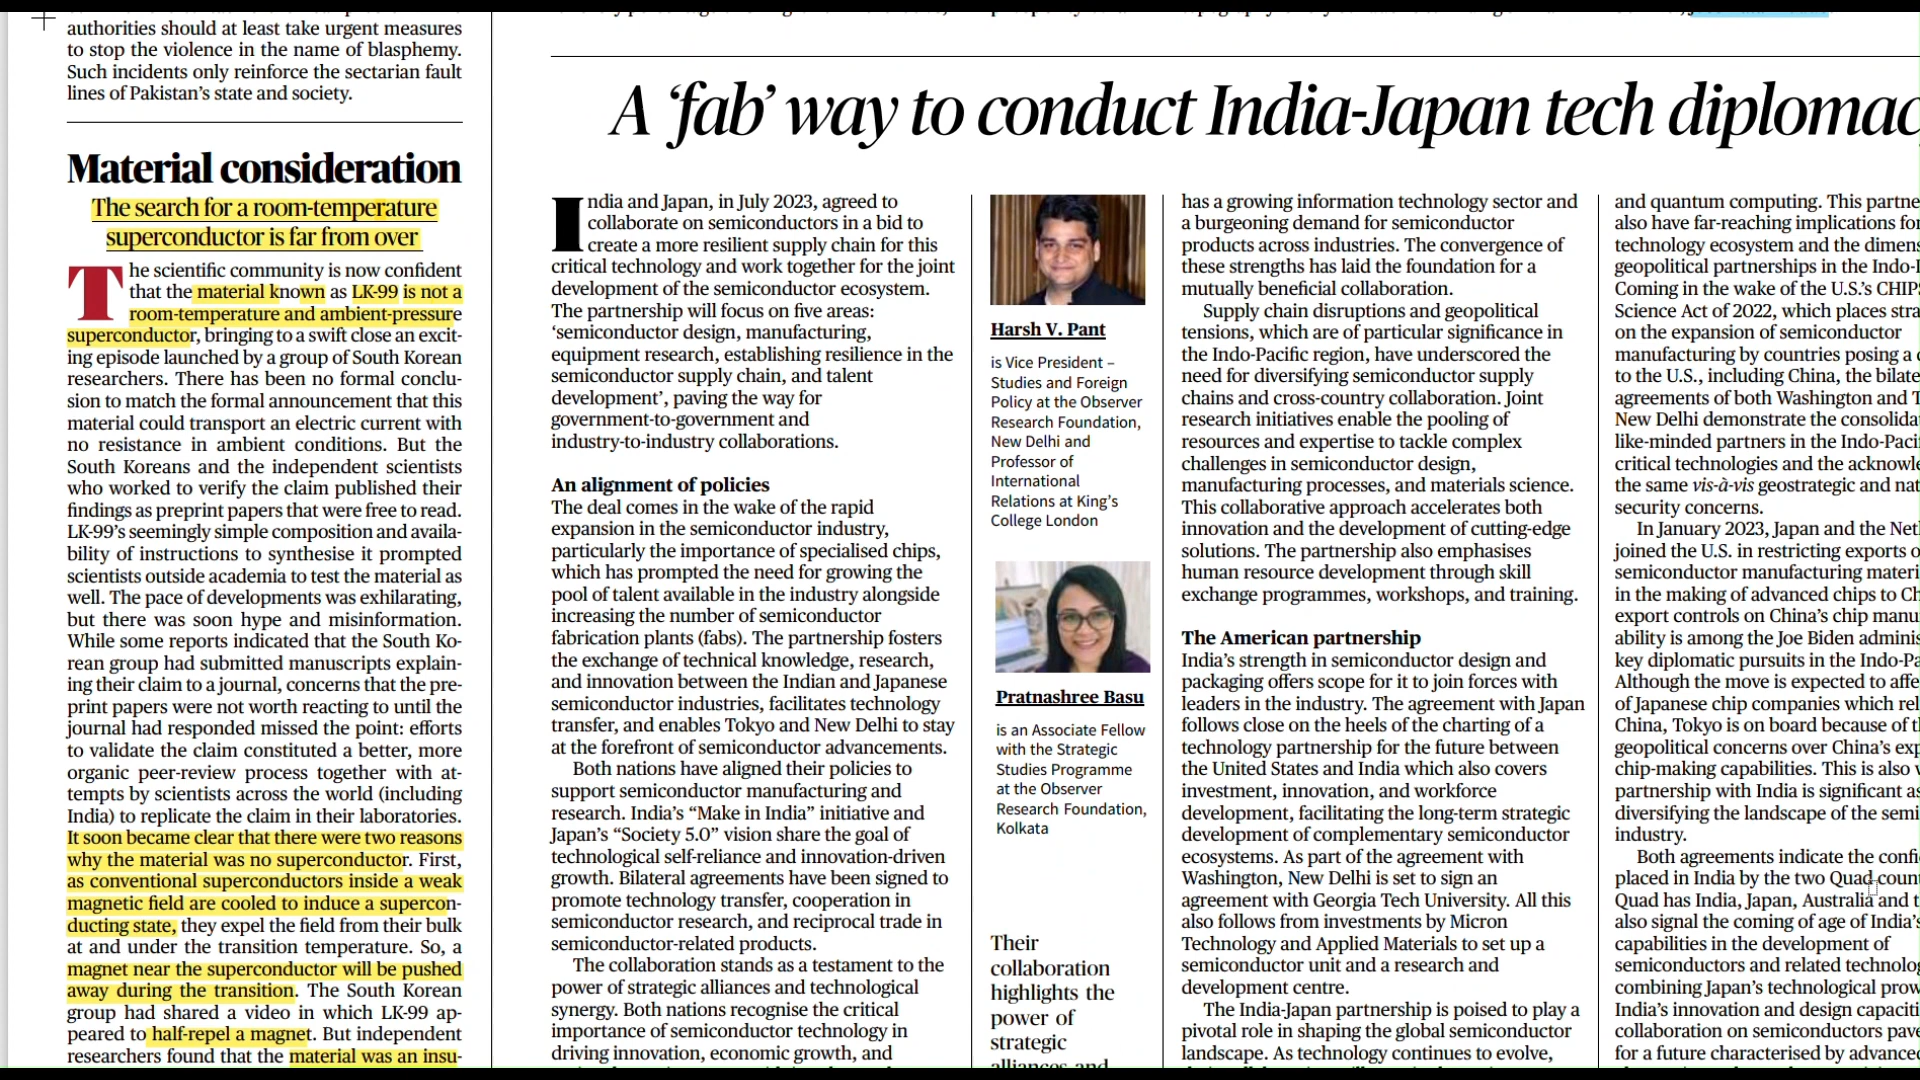 authorities should at least take urgent measures
to stop the violence in the name of blasphemy.
Such incidents only reinforce the sectarian fault
lines of Pakistan's state and society.
Material consideration
The search for a room-temperature
superconductor is far from over
The scientific community is now confident
that the material known as LK-99 is not a
room-temperature and ambient-pressure
superconductor, bringing to a swift close an excit-
ing episode launched by a group of South Korean
researchers. There has been no formal conclu-
sion to match the formal announcement that this
material could transport an electric current with
no resistance in ambient conditions. But the
South Koreans and the independent scientists
who worked to verify the claim published their
findings as preprint papers that were free to read.
LK-99's seemingly simple composition and availa-
bility of instructions to synthesise it prompted
scientists outside academia to test the material as
well. The pace of developments was exhilarating,
but there was soon hype and misinformation.
While some reports indicated that the South Ko-
rean group had submitted manuscripts explain-
ing their claim to a journal, concerns that the pre-
print papers were not worth reacting to until the
journal had responded missed the point: efforts
to validate the claim constituted a better, more
organic peer-review process together with at-
tempts by scientists across the world (including
India) to replicate the claim in their laboratories.
It soon became clear that there were two reasons
why the material was no superconductor. First,
as conventional superconductors inside a weak
magnetic field are cooled to induce a supercon-
ducting state, they expel the field from their bulk
at and under the transition temperature. So, a
magnet near the superconductor will be pushed
away during the transition. The South Korean
group had shared a video in which LK-99 ap-
peared to half-repel a magnet. But independent
researchers found that the material was an insu-
A 'fab' way to conduct India-Japan tech diplomac
India and Japan, in July 2023, agreed to
collaborate on semiconductors in a bid to
create a more resilient supply chain for this
critical technology and work together for the joint
development of the semiconductor ecosystem.
The partnership will focus on five areas:
'semiconductor design, manufacturing,
equipment research, establishing resilience in the
semiconductor supply chain, and talent
development', paving the way for
government-to-government and
industry-to-industry collaborations.
An alignment of policies
The deal comes in the wake of the rapid
expansion in the semiconductor industry,
particularly the importance of specialised chips,
which has prompted the need for growing the
pool of talent available in the industry alongside
increasing the number of semiconductor
fabrication plants (fabs). The partnership fosters
the exchange of technical knowledge, research,
and innovation between the Indian and Japanese
semiconductor industries, facilitates technology
transfer, and enables Tokyo and New Delhi to stay
at the forefront of semiconductor advancements.
Both nations have aligned their policies to
support semiconductor manufacturing and
research. India's "Make in India" initiative and
Japan's "Society 5.0" vision share the goal of
technological self-reliance and innovation-driven
growth. Bilateral agreements have been signed to
promote technology transfer, cooperation in
semiconductor research, and reciprocal trade in
semiconductor-related products.
The collaboration stands as a testament to the
power of strategic alliances and technological
synergy. Both nations recognise the critical
importance of semiconductor technology in
driving innovation, economic growth, and
Harsh V. Pant
is Vice President –
Studies and Foreign
Policy at the Observer
Research Foundation,
New Delhi and
Professor of
International
Relations at King's
College London
Pratnashree Basu
is an Associate Fellow
with the Strategic
Studies Programme
at the Observer
Research Foundation,
Kolkata
Their
collaboration
highlights the
power of
strategic
alliances and
has a growing information technology sector and
a burgeoning demand for semiconductor
products across industries. The convergence of
these strengths has laid the foundation for a
mutually beneficial collaboration.
Supply chain disruptions and geopolitical
tensions, which are of particular significance in
the Indo-Pacific region, have underscored the
need for diversifying semiconductor supply
chains and cross-country collaboration. Joint
research initiatives enable the pooling of
resources and expertise to tackle complex
challenges in semiconductor design,
manufacturing processes, and materials science.
This collaborative approach accelerates both
innovation and the development of cutting-edge
solutions. The partnership also emphasises
human resource development through skill
exchange programmes, workshops, and training.
The American partnership
India's strength in semiconductor design and
packaging offers scope for it to join forces with
leaders in the industry. The agreement with Japan
follows close on the heels of the charting of a
technology partnership for the future between
the United States and India which also covers
investment, innovation, and workforce
development, facilitating the long-term strategic
development of complementary semiconductor
ecosystems. As part of the agreement with
Washington, New Delhi is set to sign an
agreement with Georgia Tech University. All this
also follows from investments by Micron
Technology and Applied Materials to set up a
semiconductor unit and a research and
development centre.
The India-Japan partnership is poised to play a
pivotal role in shaping the global semiconductor
landscape. As technology continues to evolve,
and quantum computing. This partne
also have far-reaching implications for
technology ecosystem and the dimens
geopolitical partnerships in the Indo-
Coming in the wake of the U.S.'s CHIP
Science Act of 2022, which places stra
on the expansion of semiconductor
manufacturing by countries posing a
to the U.S., including China, the bilate
agreements of both Washington and T
New Delhi demonstrate the consolida
like-minded partners in the Indo-Paci
critical technologies and the acknowle
the same vis-à-vis geostrategic and nat
security concerns.
In January 2023, Japan and the Net
joined the U.S. in restricting exports o
semiconductor manufacturing materi
in the making of advanced chips to Ch
export controls on China's chip manu
ability is among the Joe Biden adminis
key diplomatic pursuits in the Indo-Pa
Although the move is expected to affe
of Japanese chip companies which rel
China, Tokyo is on board because of t
geopolitical concerns over China's exp
chip-making capabilities. This is also
partnership with India is significant as
diversifying the landscape of the semi
industry.
Both agreements indicate the confi
placed in India by the two Quad coun
Quad has India, Japan, Australia and t
also signal the coming of age of India's
capabilities in the development of
semiconductors and related technolog
combining Japan's technological prow
India's innovation and design capaciti
collaboration on semiconductors pave
for a future characterised by advanced